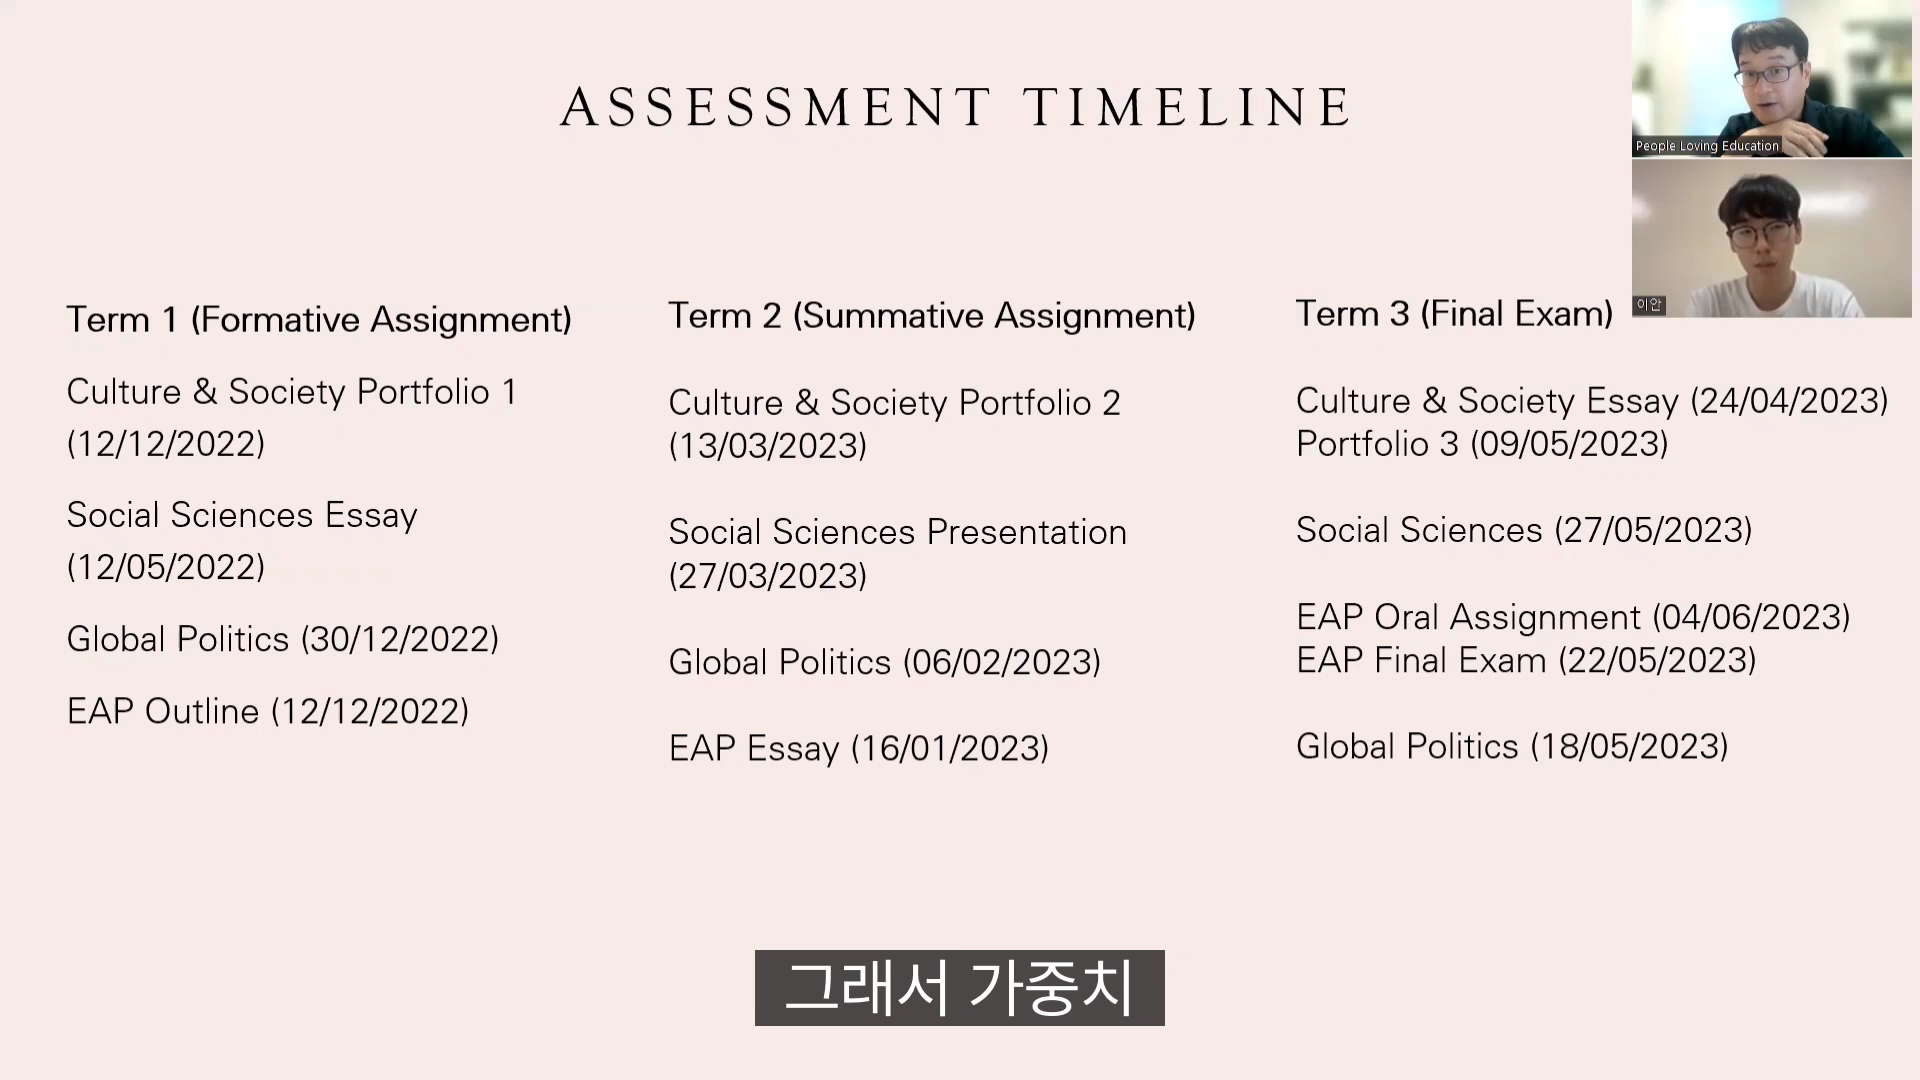 ASSESSMENT TIMELINE
People Loving Education
이안
Term 1 (Formative Assignment)
Culture & Society Portfolio 1
(12/12/2022)
Social Sciences Essay
(12/05/2022)
Global Politics (30/12/2022)
EAP Outline (12/12/2022)
Term 2 (Summative Assignment)
Culture & Society Portfolio 2
(13/03/2023)
Social Sciences Presentation
(27/03/2023)
Global Politics (06/02/2023)
EAP Essay (16/01/2023)
Term 3 (Final Exam)
Culture & Society Essay (24/04/2023)
Portfolio 3 (09/05/2023)
Social Sciences (27/05/2023)
EAP Oral Assignment (04/06/2023)
EAP Final Exam (22/05/2023)
Global Politics (18/05/2023)
그래서 가중치